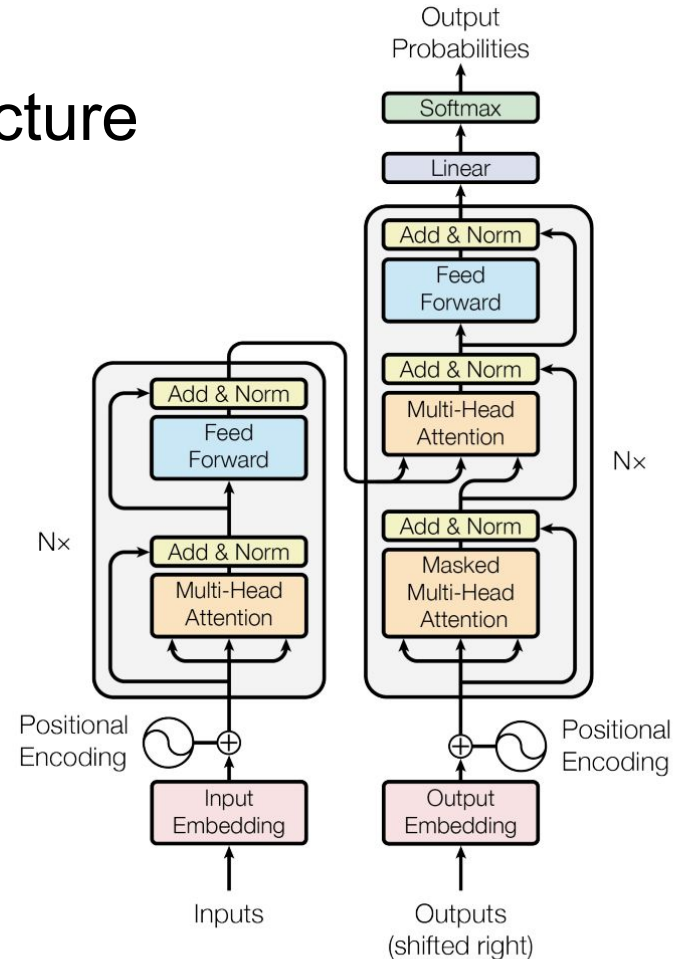 cture
Output
Probabilities
Softmax
Linear
Add & Norm
Feed
Forward
Add & Norm
Multi-Head
Attention
Nx
Add & Norm
Masked
Multi-Head
Attention
Add & Norm
Feed
Forward
Nx
Add & Norm
Multi-Head
Attention
Positional
Encoding
Positional
Encoding
Input
Embedding
Output
Embedding
Inputs
Outputs
(shifted right)